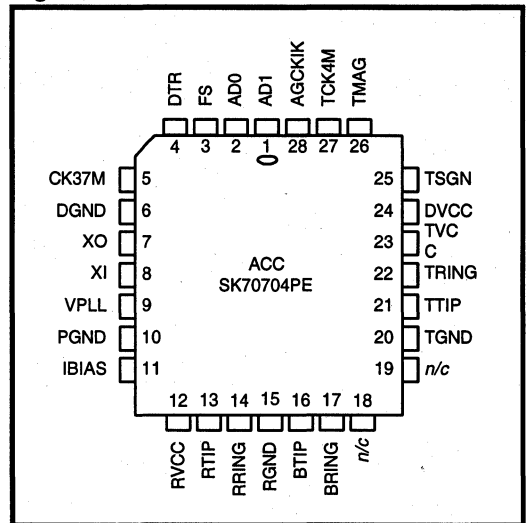 DTR FS AD0 AD1 AGCKIK TCK4M TMAG
4 3 2 1 28 27 26
CK37M 5
DGND 6
XO 7
XI 8
VPLL 9
PGND 10
IBIAS 11
ACC
SK70704PE
25 TSGN
24 DVCC
23 TVC
C
22 TRING
21 TTIP
20 TGND
19 n/c
12 13 14 15 16 17 18
RVCC RTIP RRING RGND BTIP BRING n/c